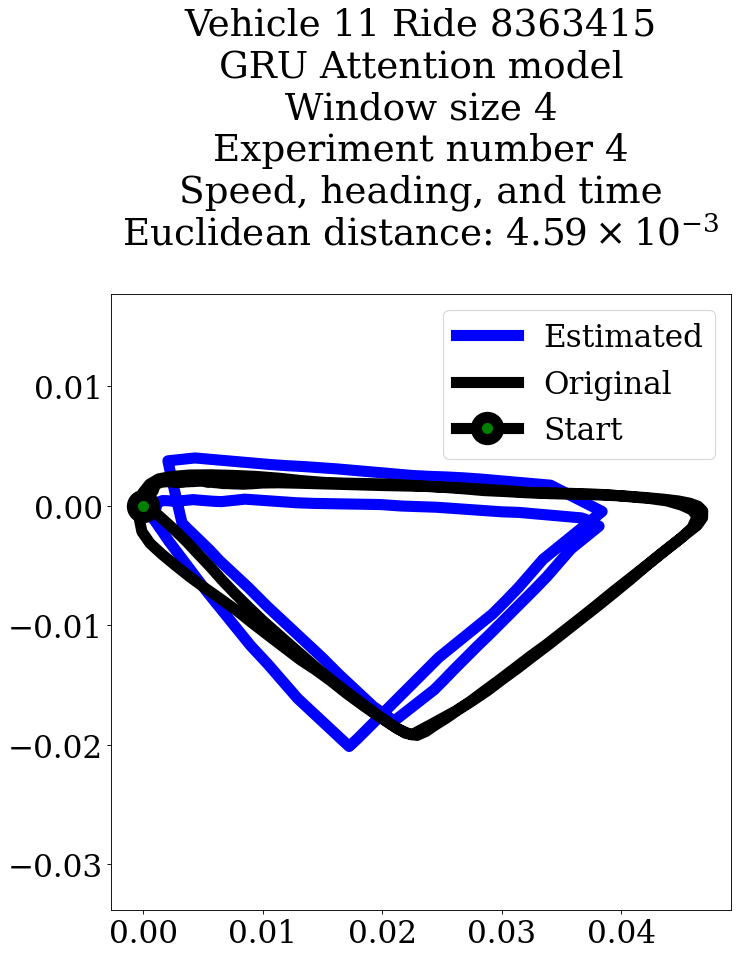 Vehicle 11 Ride 8363415
GRU Attention model
Window size 4
Experiment number 4
Speed, heading, and time
Euclidean distance: 4.59 × 10⁻³
Estimated
Original
Start
0.01
0.00
−0.01
−0.02
−0.03
0.00 0.01 0.02 0.03 0.04